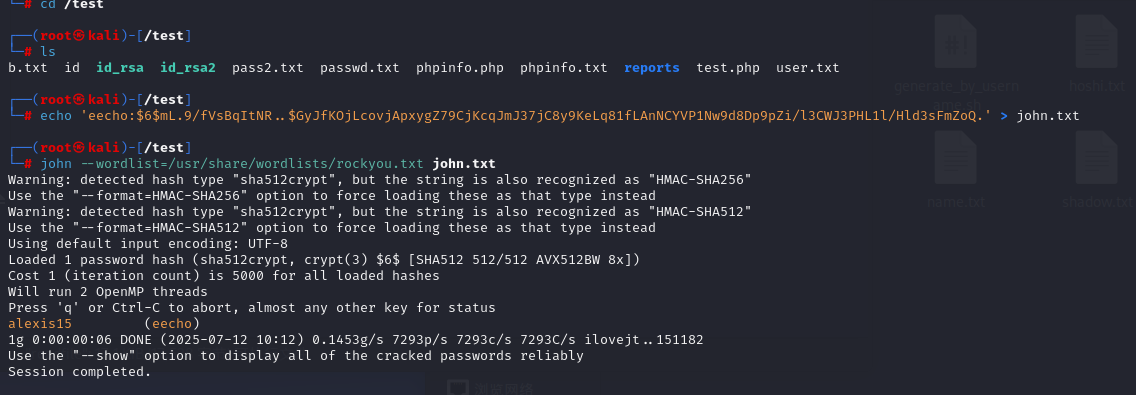 └─# cd /test
┌──(root㉿kali)-[/test]
└─# ls
b.txt id id_rsa id_rsa2 pass2.txt passwd.txt phpinfo.php phpinfo.txt reports test.php user.txt
┌──(root㉿kali)-[/test]
└─# echo 'eecho:$6$mL.9/fVsBqItNR..$GyJfKOjLcovjApxygZ79CjKcqJmJ37jC8y9KeLq81fLAnNCYVP1Nw9d8Dp9pZi/l3CWJ3PHL1l/Hld3sFmZoQ.' > john.txt
┌──(root㉿kali)-[/test]
└─# john --wordlist=/usr/share/wordlists/rockyou.txt john.txt
Warning: detected hash type "sha512crypt", but the string is also recognized as "HMAC-SHA256"
Use the "--format=HMAC-SHA256" option to force loading these as that type instead
Warning: detected hash type "sha512crypt", but the string is also recognized as "HMAC-SHA512"
Use the "--format=HMAC-SHA512" option to force loading these as that type instead
Using default input encoding: UTF-8
Loaded 1 password hash (sha512crypt, crypt(3) $6$ [SHA512 512/512 AVX512BW 8x])
Cost 1 (iteration count) is 5000 for all loaded hashes
Will run 2 OpenMP threads
Press 'q' or Ctrl-C to abort, almost any other key for status
alexis15 (eecho)
1g 0:00:00:06 DONE (2025-07-12 10:12) 0.1453g/s 7293p/s 7293c/s 7293C/s ilovejt..151182
Use the "--show" option to display all of the cracked passwords reliably
Session completed.
generate_by_usern
ame.sh
hoshi.txt
name.txt
shadow.txt